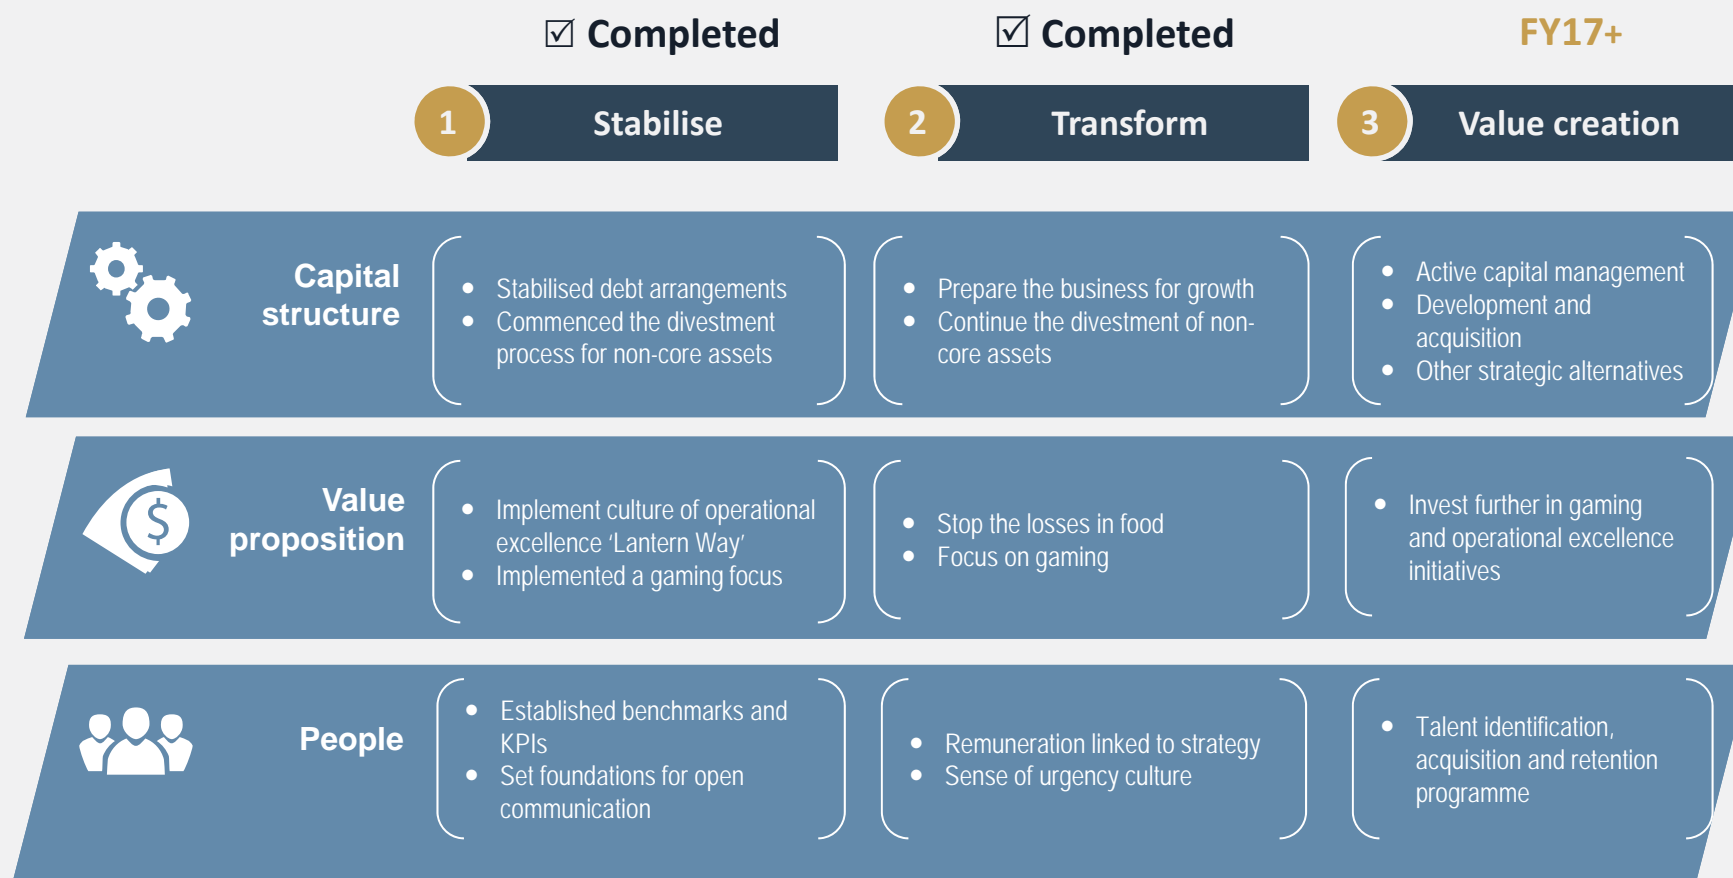 ☑ Completed
☑ Completed
FY17+
1
Stabilise
2
Transform
3
Value creation
Capital
structure
• Stabilised debt arrangements
• Commenced the divestment
process for non-core assets
• Prepare the business for growth
• Continue the divestment of non-
core assets
• Active capital management
• Development and
acquisition
• Other strategic alternatives
$
Value
proposition
• Implement culture of operational
excellence ‘Lantern Way’
• Implemented a gaming focus
• Stop the losses in food
• Focus on gaming
• Invest further in gaming
and operational excellence
initiatives
People
• Established benchmarks and
KPIs
• Set foundations for open
communication
• Remuneration linked to strategy
• Sense of urgency culture
• Talent identification,
acquisition and retention
programme